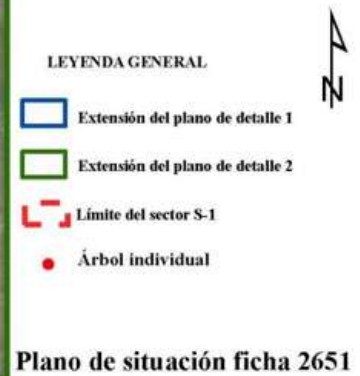 N
LEYENDA GENERAL
Extensión del plano de detalle 1
Extensión del plano de detalle 2
Límite del sector S-1
Árbol individual
Plano de situación ficha 2651